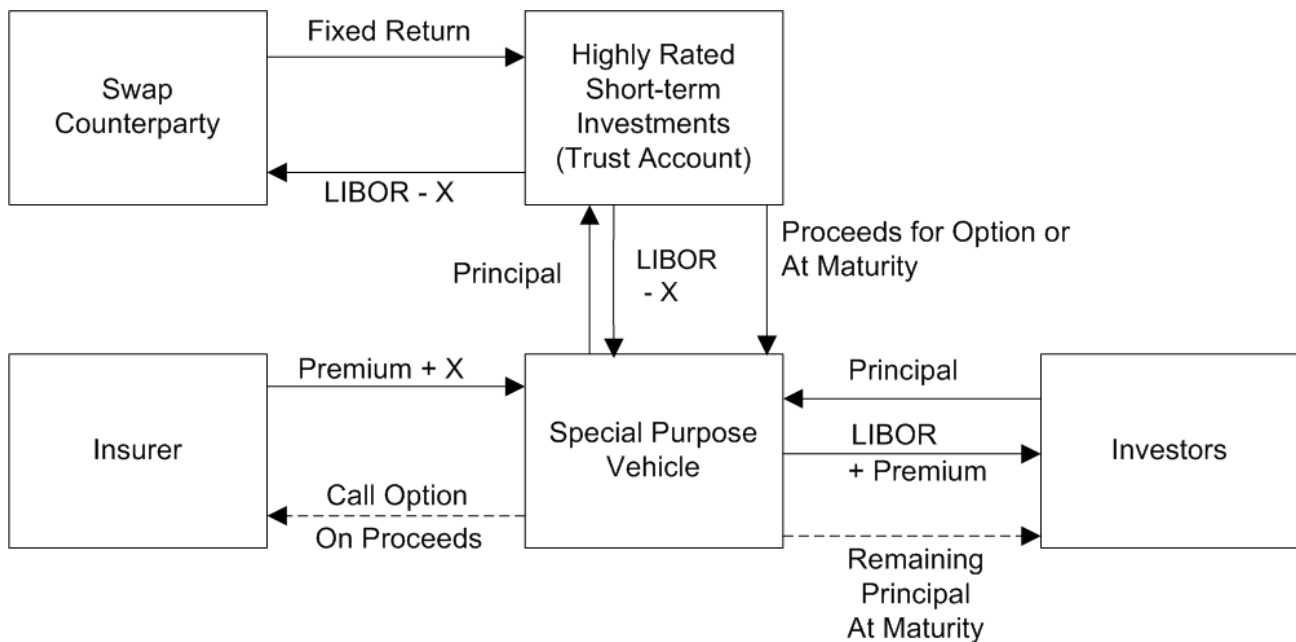 Fixed Return
Swap
Counterparty
Highly Rated
Short-term
Investments
(Trust Account)
LIBOR - X
Principal
LIBOR
- X
Proceeds for Option or
At Maturity
Insurer
Premium + X
Call Option
On Proceeds
Special Purpose
Vehicle
Principal
LIBOR
+ Premium
Remaining
Principal
At Maturity
Investors